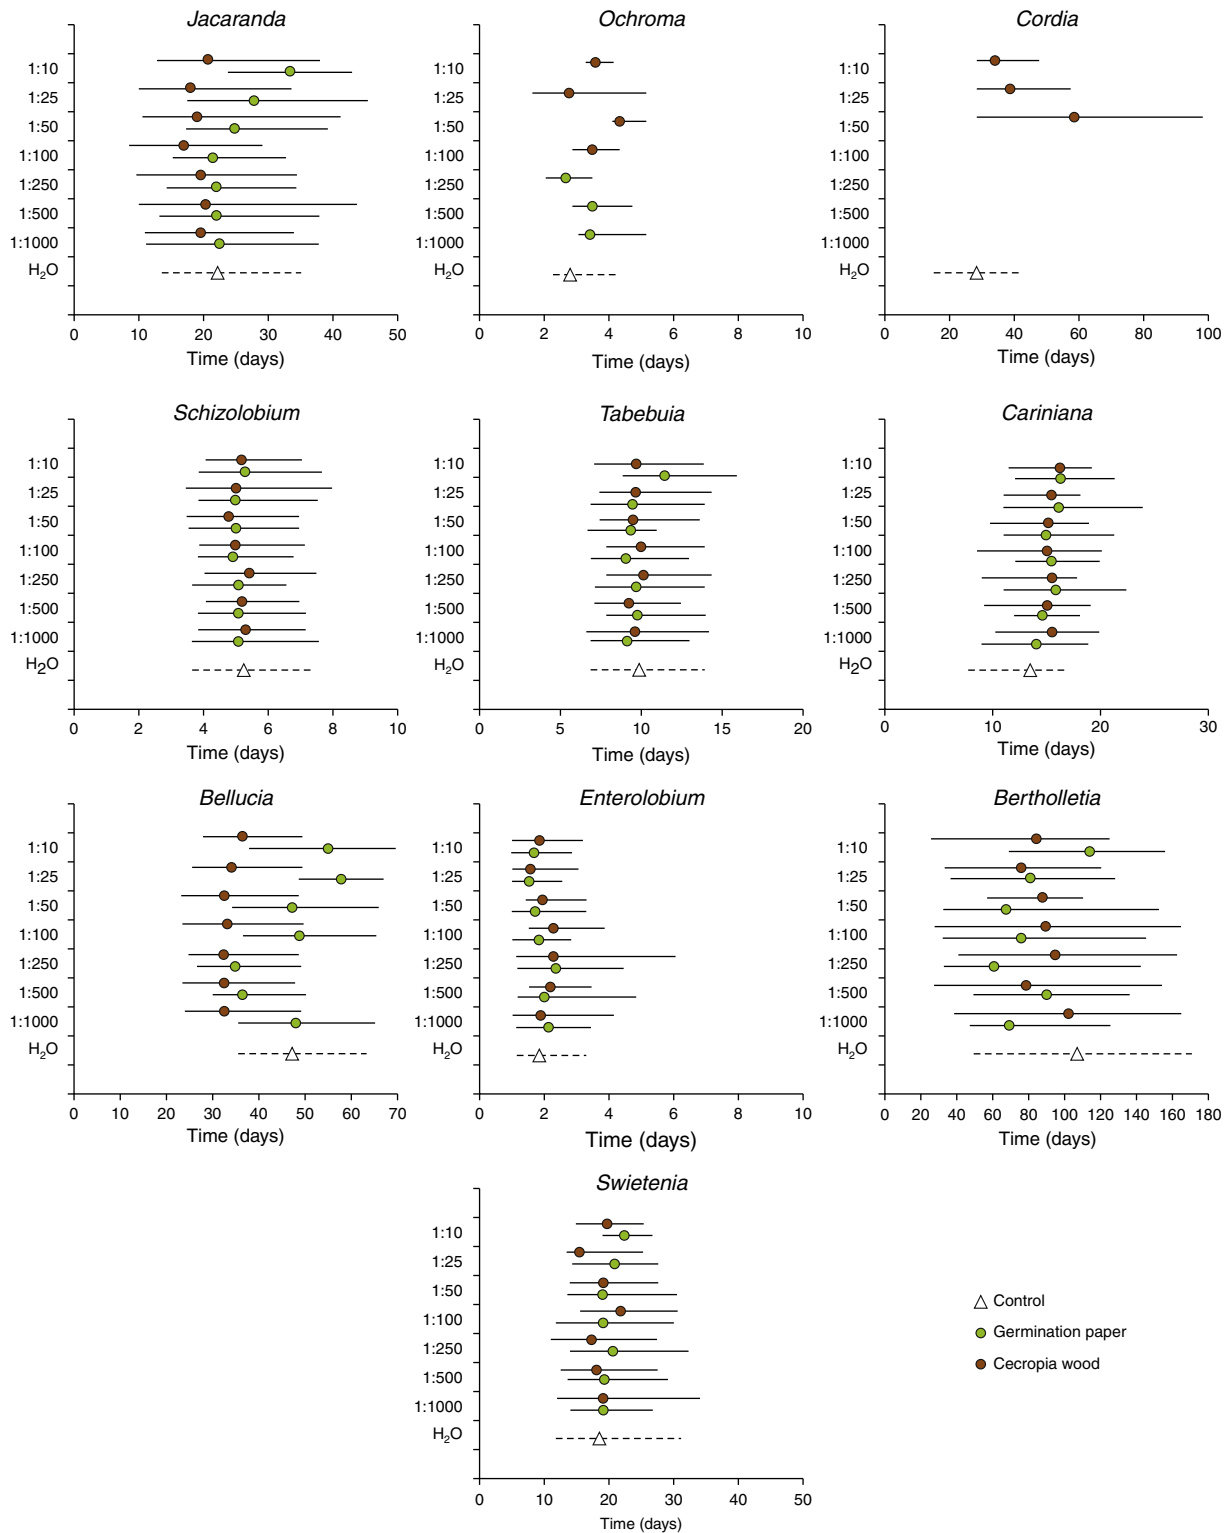 Jacaranda
1:10
1:25
1:50
1:100
1:250
1:500
1:1000
H₂O
0 10 20 30 40 50
Time (days)
Ochroma
1:10
1:25
1:50
1:100
1:250
1:500
1:1000
H₂O
0 2 4 6 8 10
Time (days)
Cordia
1:10
1:25
1:50
1:100
1:250
1:500
1:1000
H₂O
0 20 40 60 80 100
Time (days)
Schizolobium
1:10
1:25
1:50
1:100
1:250
1:500
1:1000
H2O
0 2 4 6 8 10
Time (days)
Tabebuia
1:10
1:25
1:50
1:100
1:250
1:500
1:1000
H₂O
0 5 10 15 20
Time (days)
Cariniana
1:10
1:25
1:50
1:100
1:250
1:500
1:1000
H₂O
0 10 20 30
Time (days)
Bellucia
1:10
1:25
1:50
1:100
1:250
1:500
1:1000
H₂O
0 10 20 30 40 50 60 70
Time (days)
Enterolobium
1:10
1:25
1:50
1:100
1:250
1:500
1:1000
H₂O
0 2 4 6 8 10
Time (days)
Bertholletia
1:10
1:25
1:50
1:100
1:250
1:500
1:1000
H₂O
0 20 40 60 80 100 120 140 160 180
Time (days)
Swietenia
1:10
1:25
1:50
1:100
1:250
1:500
1:1000
H₂O
0 10 20 30 40 50
Time (days)
Control
Germination paper
Cecropia wood